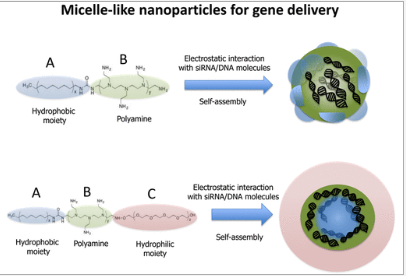 Micelle-like nanoparticles for gene delivery
A
B
Hydrophobic
moiety
Polyamine
Electrostatic interaction
with siRNA/DNA molecules
Self-assembly
A
B
C
Hydrophobic
moiety
Polyamine
Hydrophilic
moiety
Electrostatic interaction
with siRNA/DNA molecules
Self-assembly